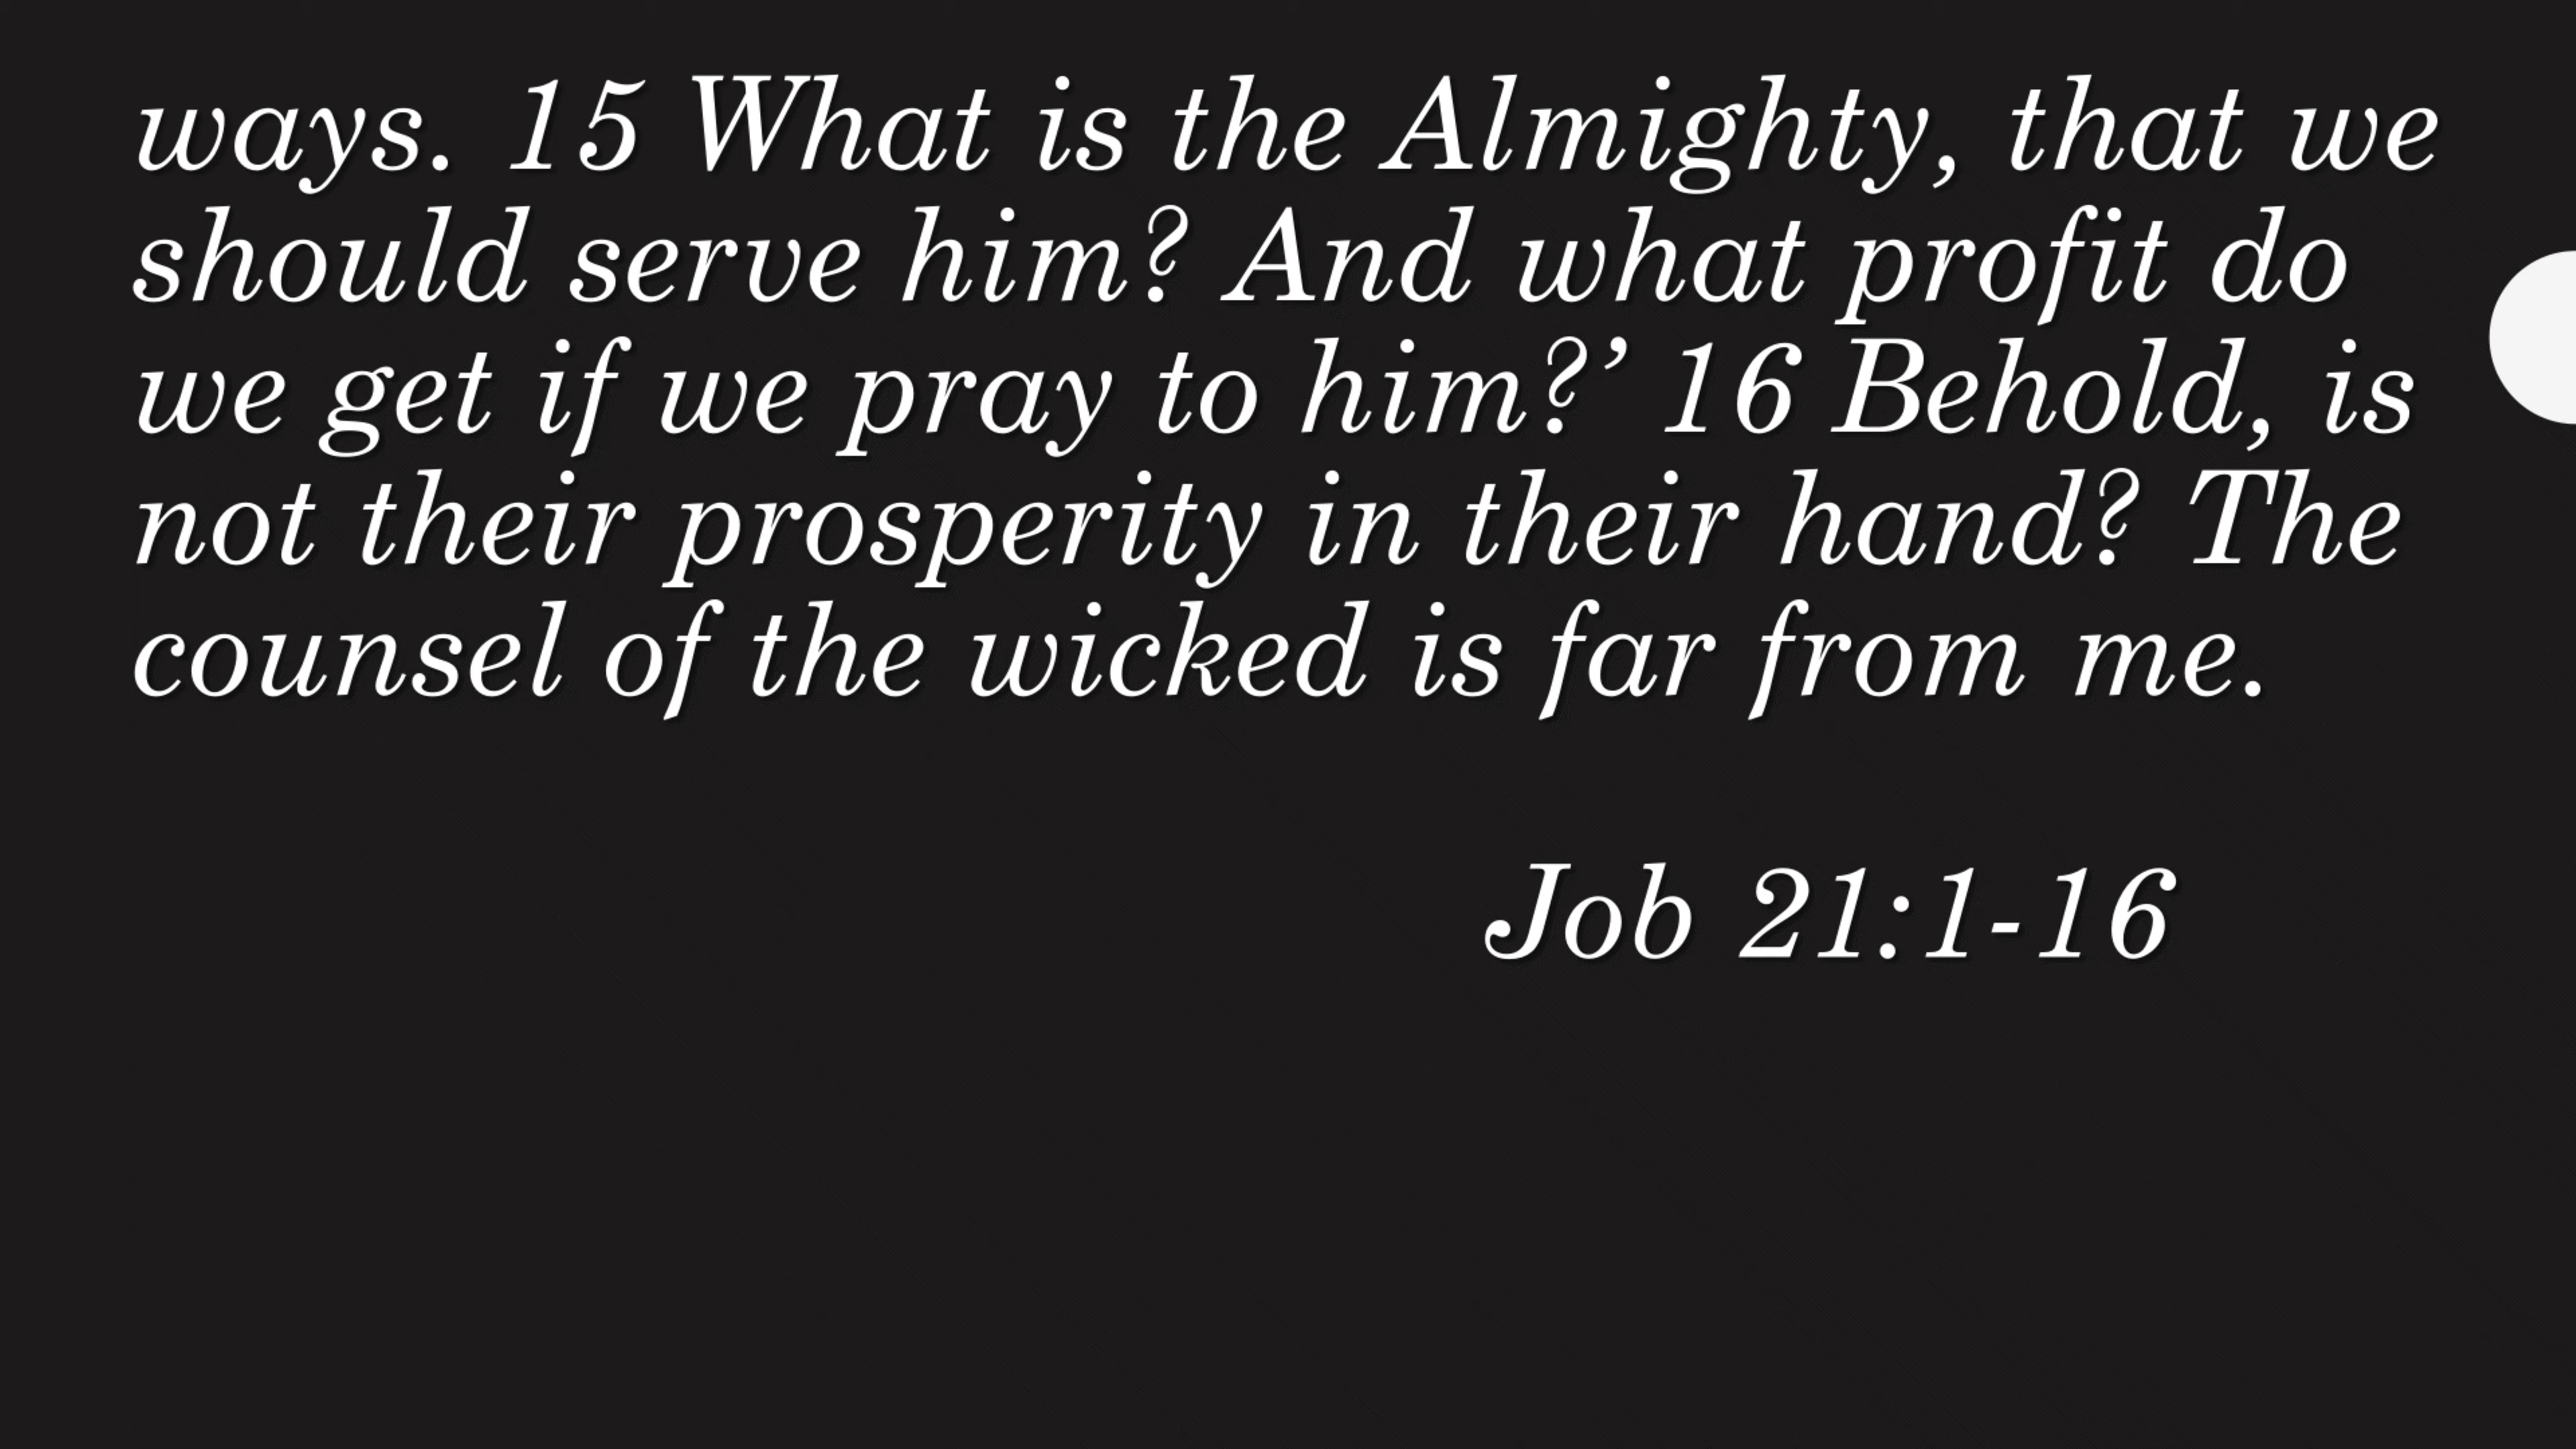 ways. 15 What is the Almighty, that we
should serve him? And what profit do
we get if we pray to him?’ 16 Behold, is
not their prosperity in their hand? The
counsel of the wicked is far from me.
Job 21:1-16